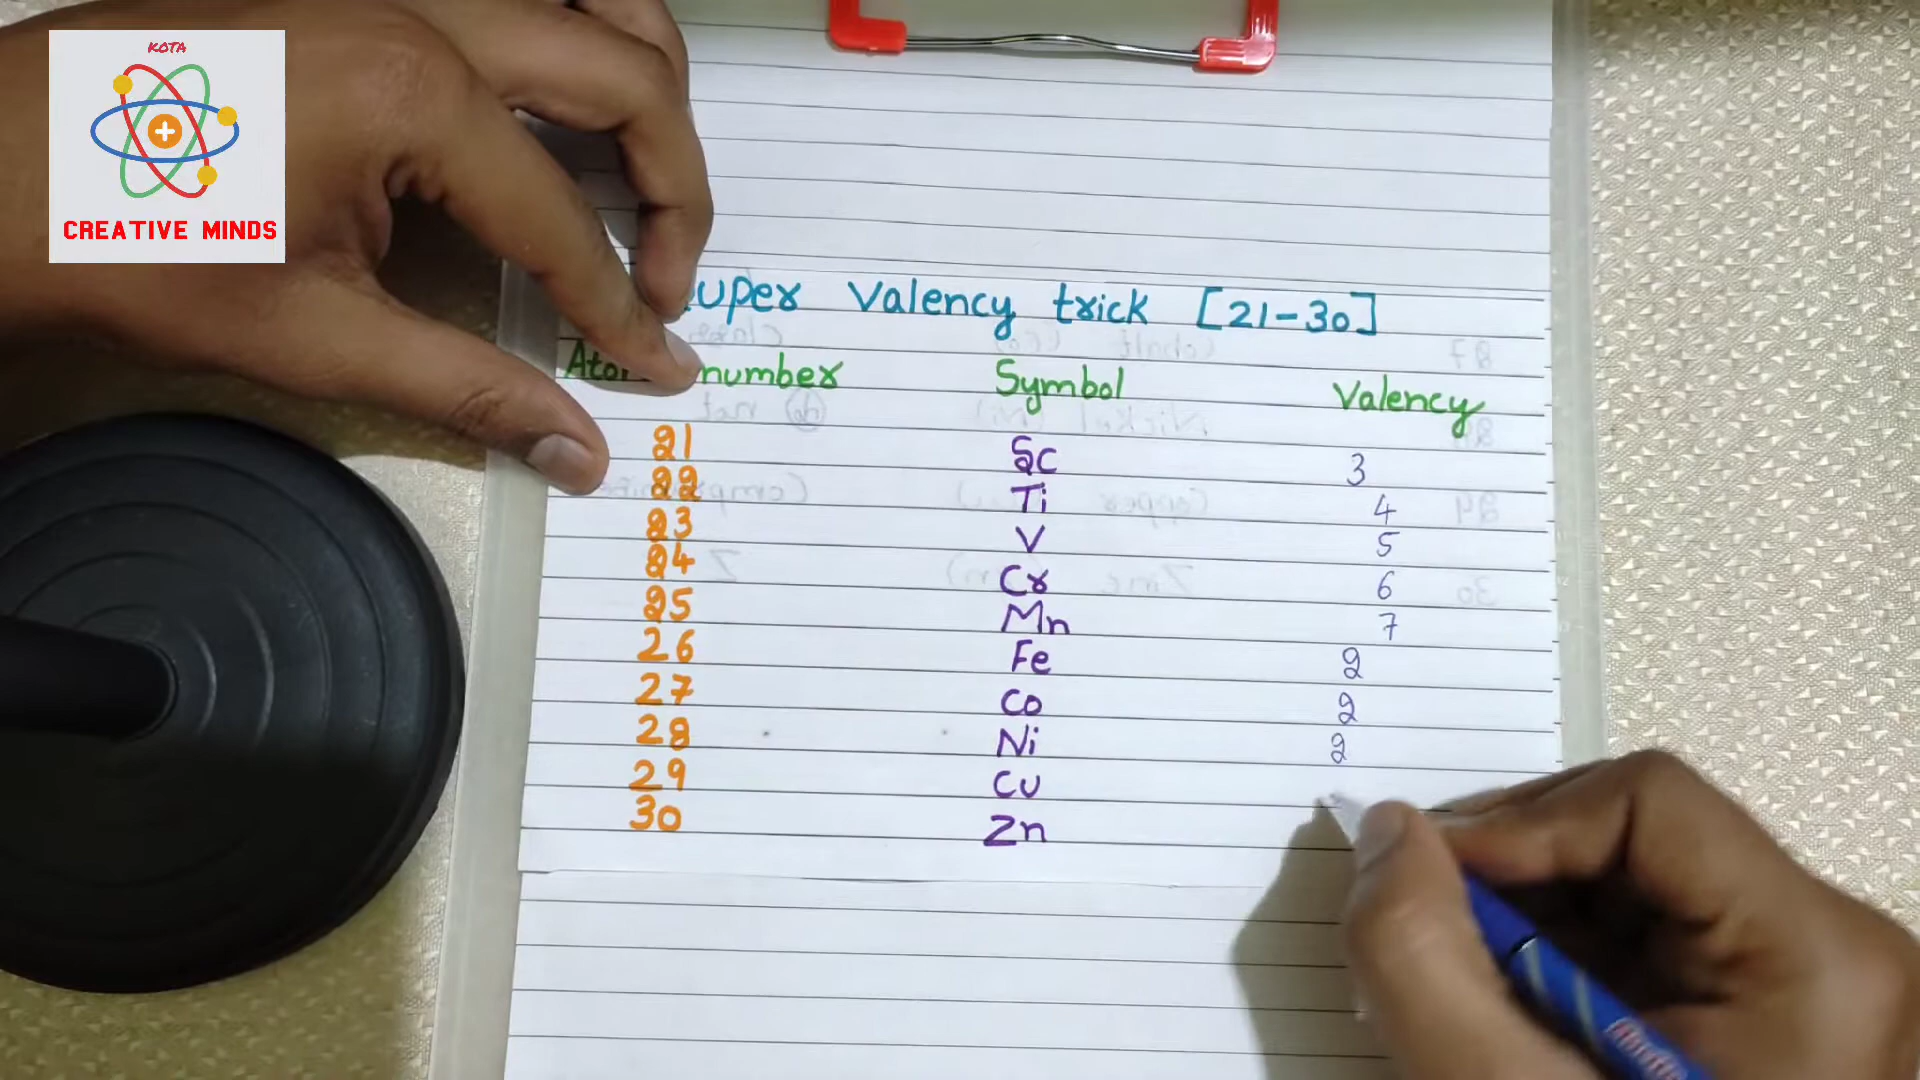 KOTA
CREATIVE MINDS
uper Valency trick [21-30]
Ato number Symbol Valency
21 Sc 3
22 Ti 4
23 V 5
24 Cr 6
25 Mn 7
26 Fe 2
27 Co 2
28 Ni 2
29 Cu
30 Zn